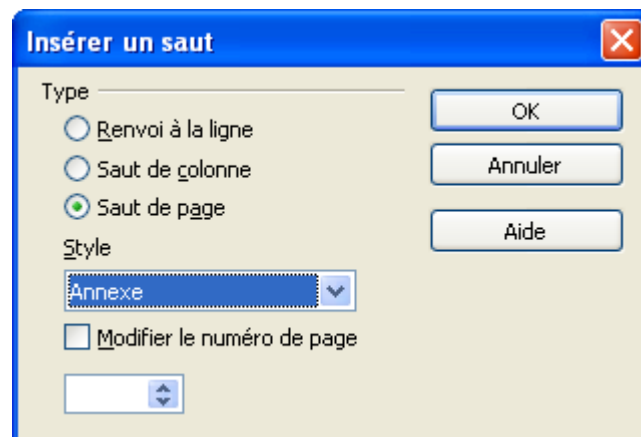 Insérer un saut
Type
Renvoi à la ligne
Saut de colonne
Saut de page
Style
Annexe
Modifier le numéro de page
OK
Annuler
Aide